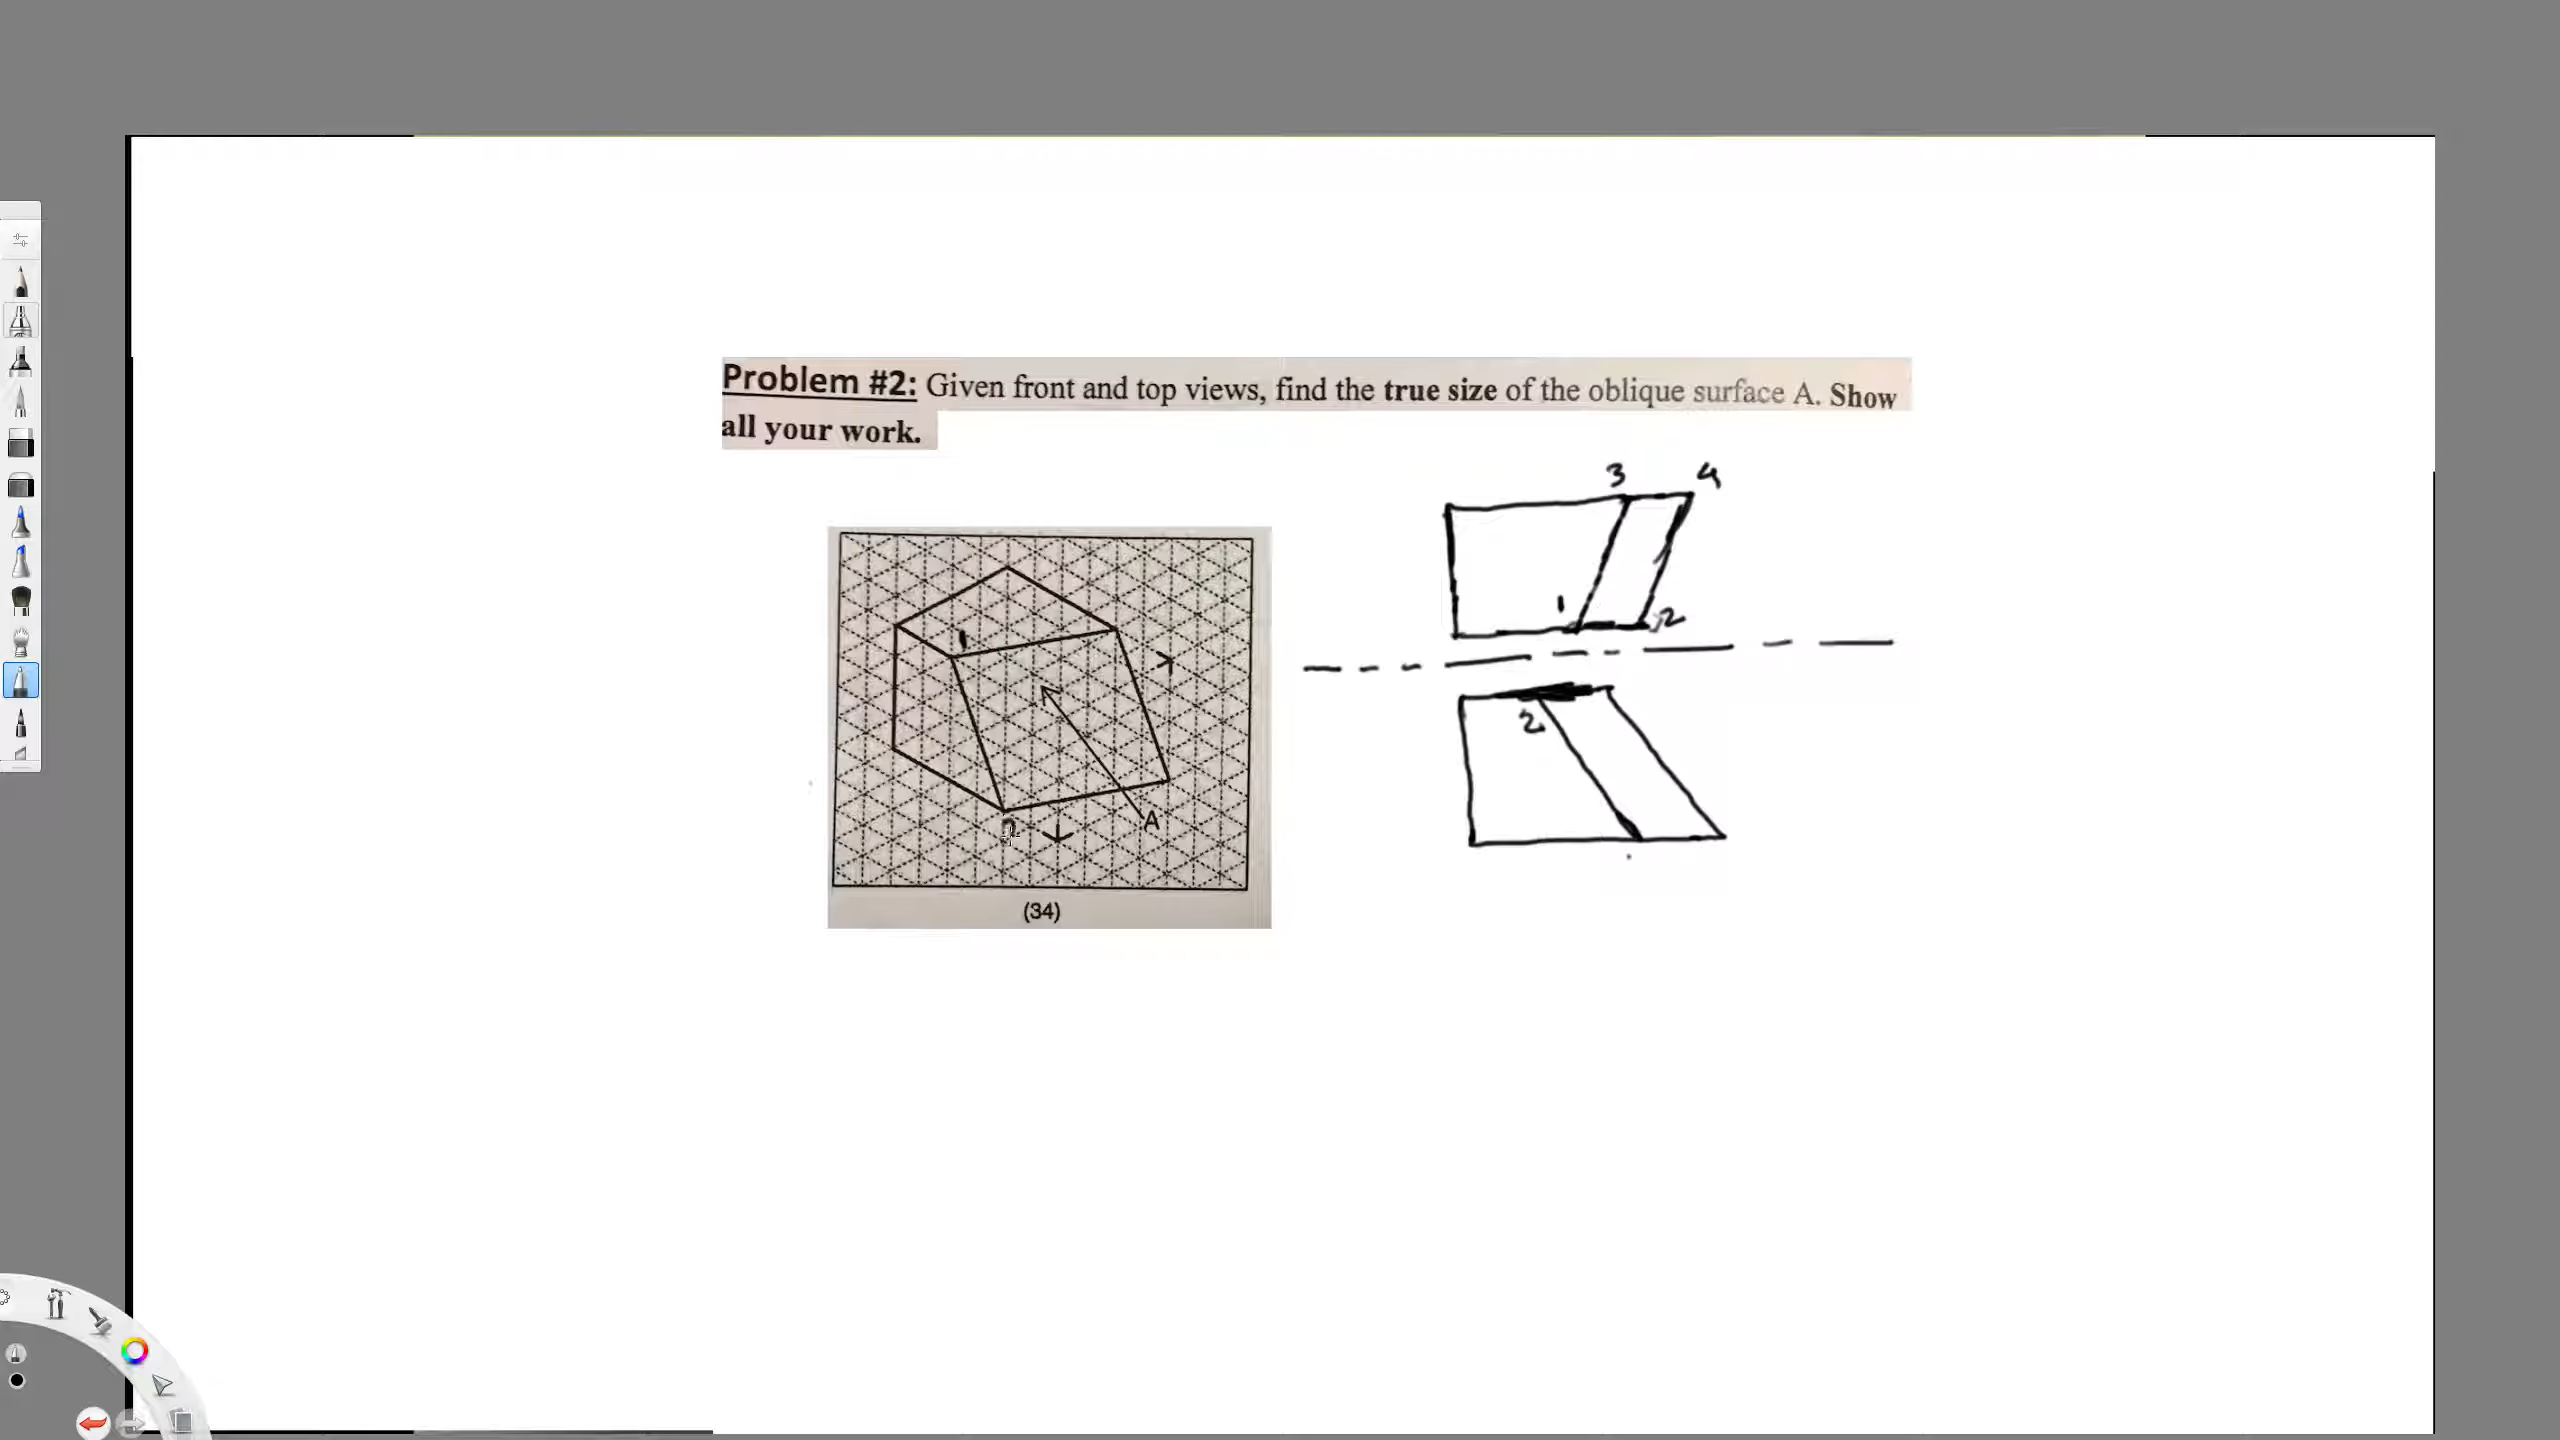 Problem #2: Given front and top views, find the true size of the oblique surface A. Show
all your work.
3 4
1
1 2
2
2
A
(34)